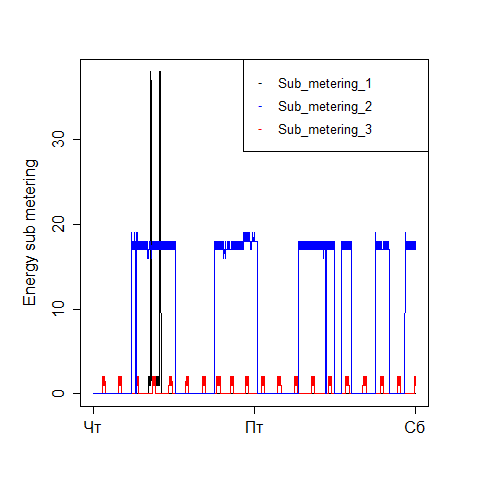 Sub_metering_1
Sub_metering_2
Sub_metering_3
Energy sub metering
30
20
10
0
Чт
Пт
Сб